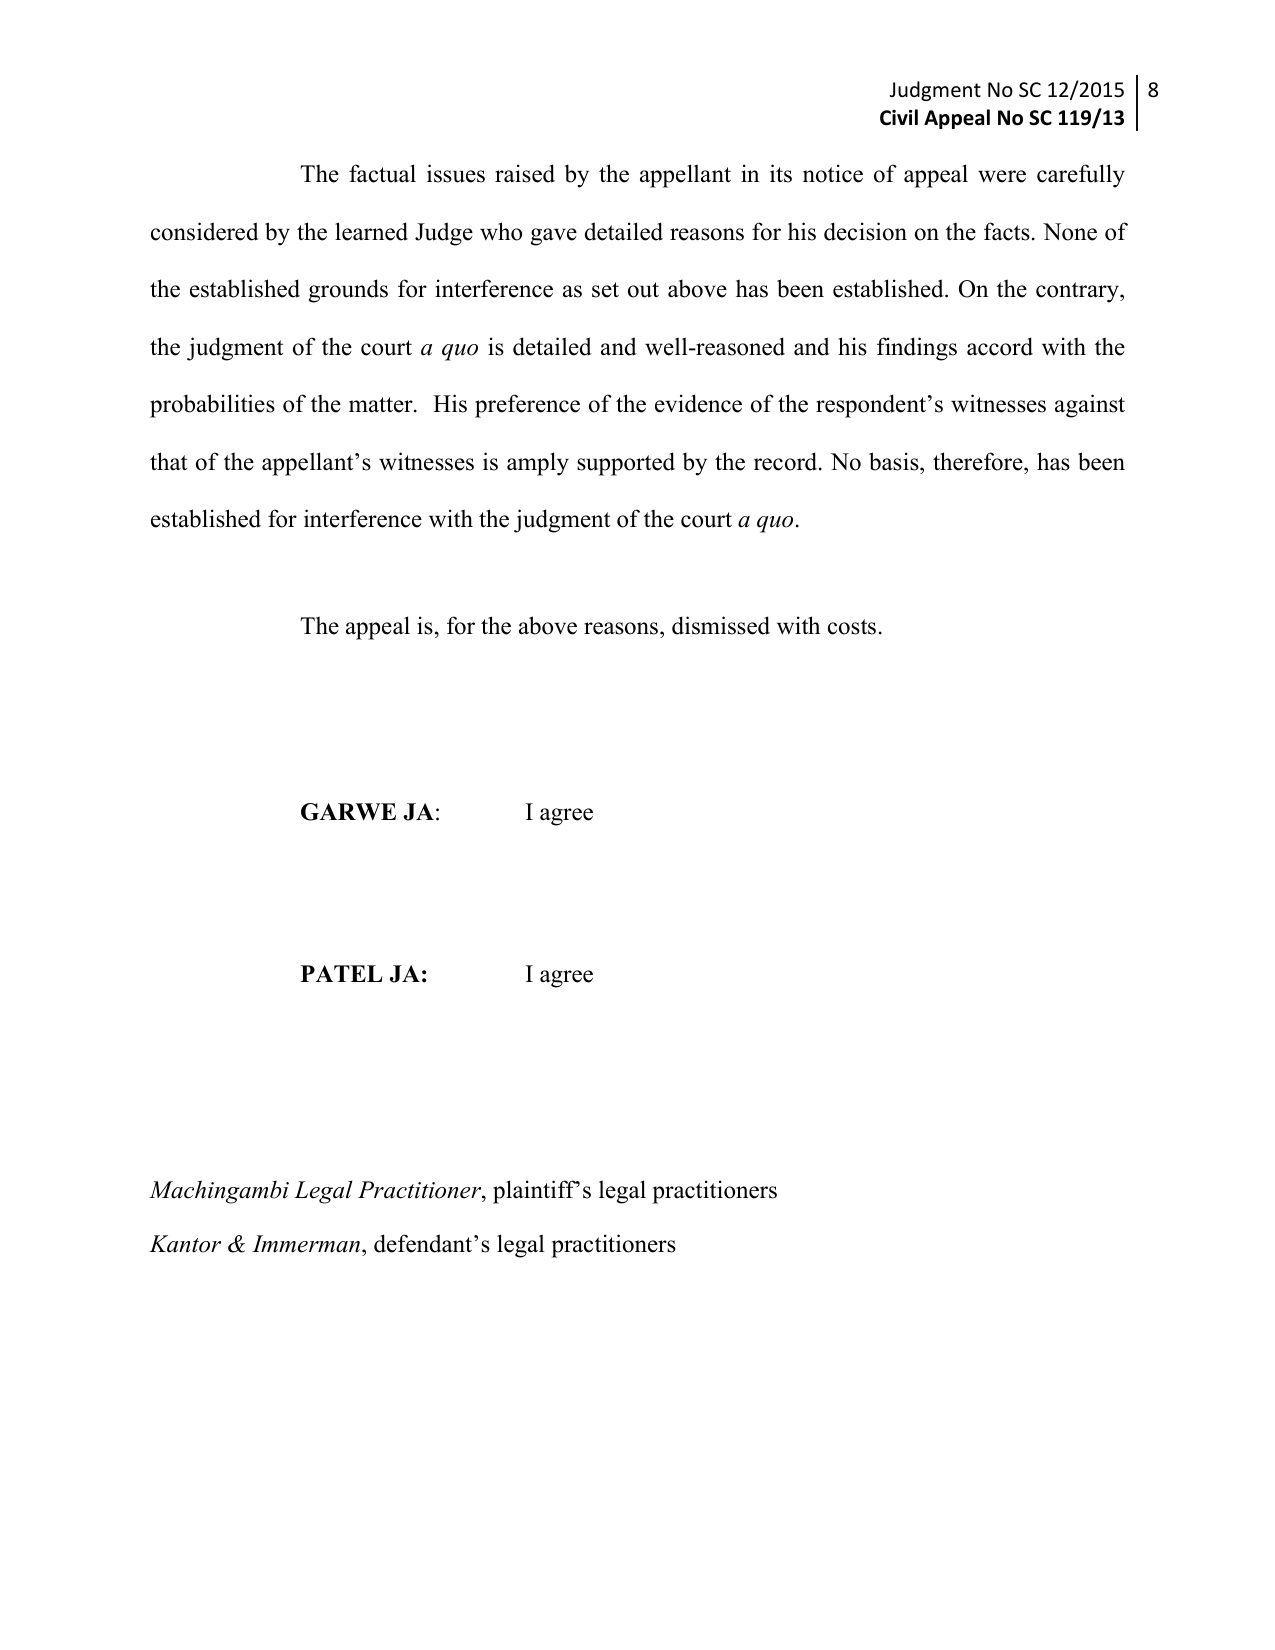 Judgment No SC 12/2015 8
Civil Appeal No SC 119/13
The factual issues raised by the appellant in its notice of appeal were carefully
considered by the learned Judge who gave detailed reasons for his decision on the facts. None of
the established grounds for interference as set out above has been established. On the contrary,
the judgment of the court a quo is detailed and well-reasoned and his findings accord with the
probabilities of the matter.  His preference of the evidence of the respondent’s witnesses against
that of the appellant’s witnesses is amply supported by the record. No basis, therefore, has been
established for interference with the judgment of the court a quo.
The appeal is, for the above reasons, dismissed with costs.
GARWE JA: I agree
PATEL JA: I agree
Machingambi Legal Practitioner, plaintiff’s legal practitioners
Kantor & Immerman, defendant’s legal practitioners